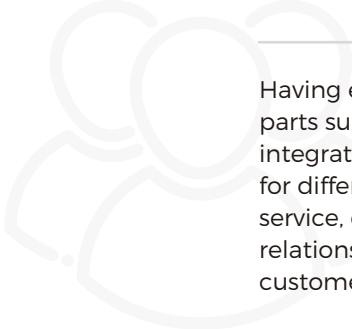 Having
parts su
integrat
for differ
service,
relations
custome